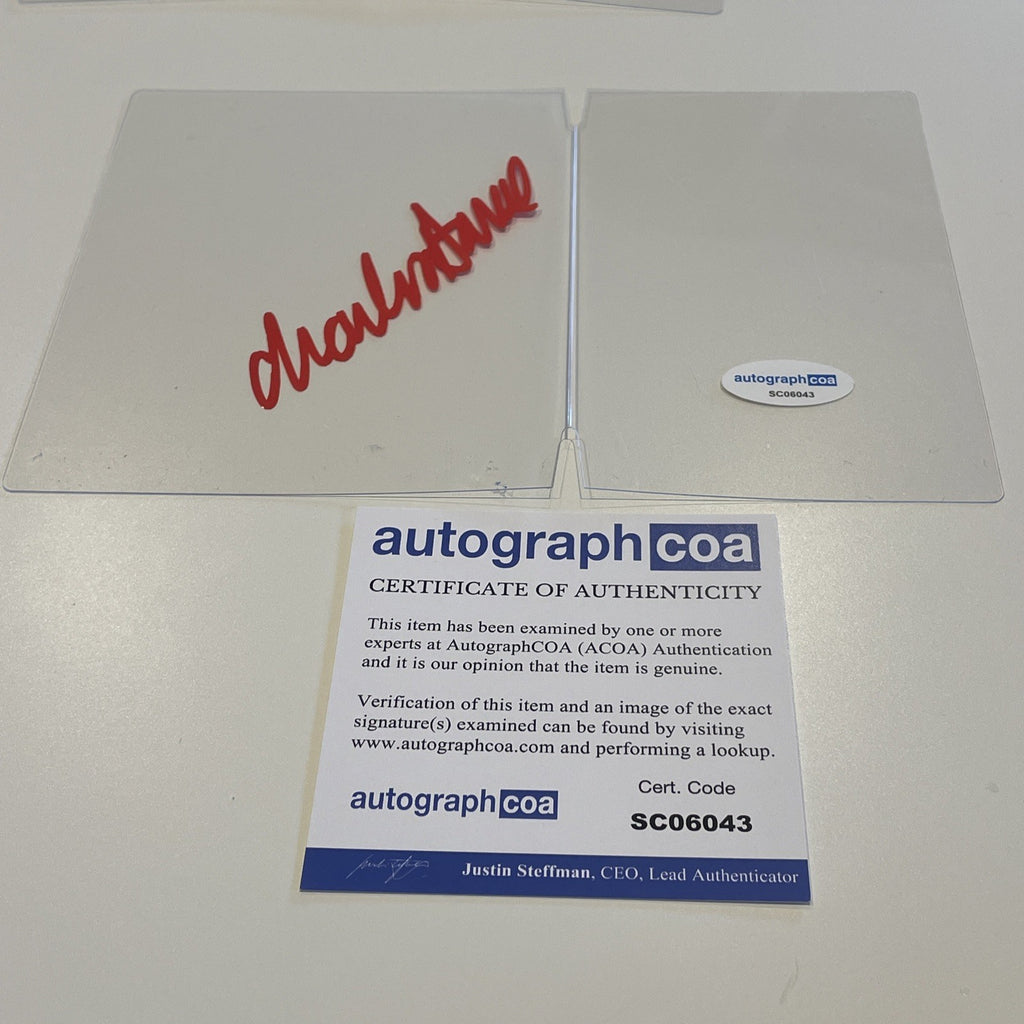 autographcoa
SC06043
autographcoa
CERTIFICATE OF AUTHENTICITY
This item has been examined by one or more
experts at AutographCOA (ACOA) Authentication
and it is our opinion that the item is genuine.
Verification of this item and an image of the exact
signature(s) examined can be found by visiting
www.autographcoa.com and performing a lookup.
autographcoa
Cert. Code
SC06043
Justin Steffman, CEO, Lead Authenticator